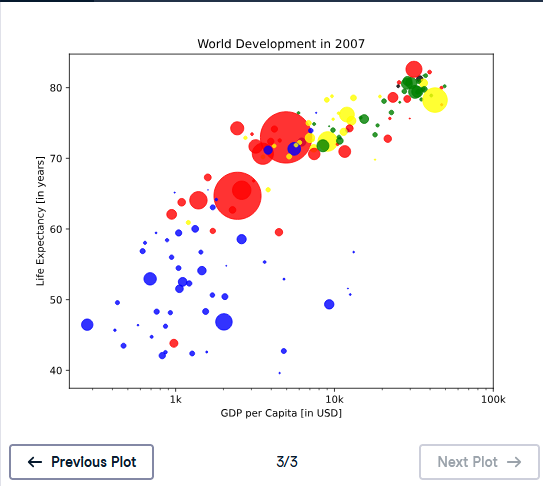 World Development in 2007
80
70
60
50
40
Life Expectancy [in years]
1k 10k 100k
GDP per Capita [in USD]
← Previous Plot 3/3 Next Plot →